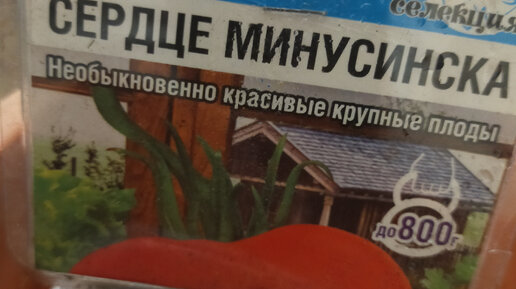 селекция
СЕРДЦЕ МИНУСИНСКА
Необыкновенно красивые крупные плоды
до 800г